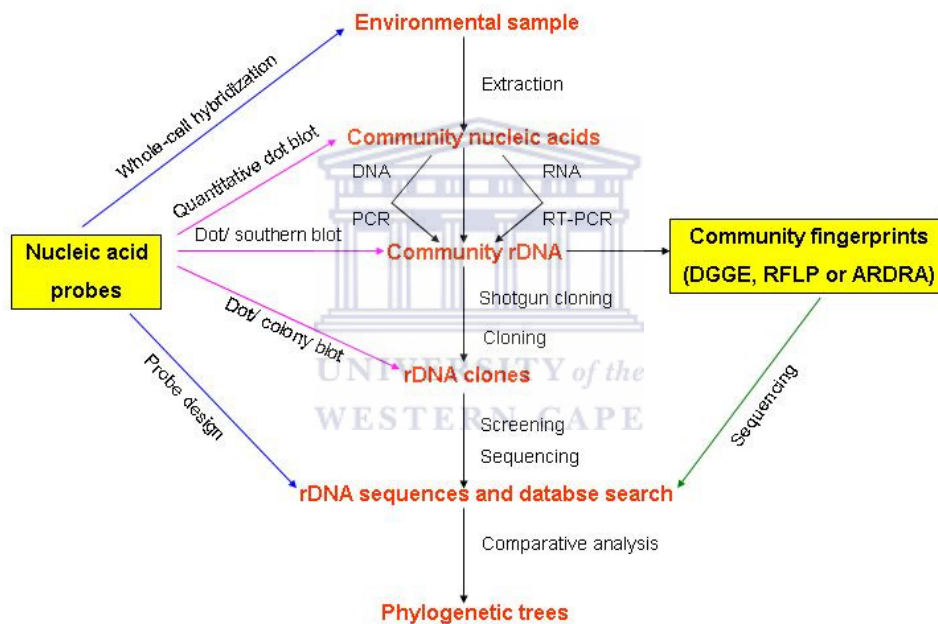 Environmental sample
Extraction
Whole-cell hybridization
Community nucleic acids
Quantitative dot blot
DNA
RNA
PCR
RT-PCR
Nucleic acid
probes
Dot/ southern blot
Community rDNA
Community fingerprints
(DGGE, RFLP or ARDRA)
Shotgun cloning
Cloning
Dot/ colony blot
rDNA clones
UNIVERSITY of the
WESTERN CAPE
Probe design
Screening
Sequencing
Sequencing
rDNA sequences and databse search
Comparative analysis
Phylogenetic trees